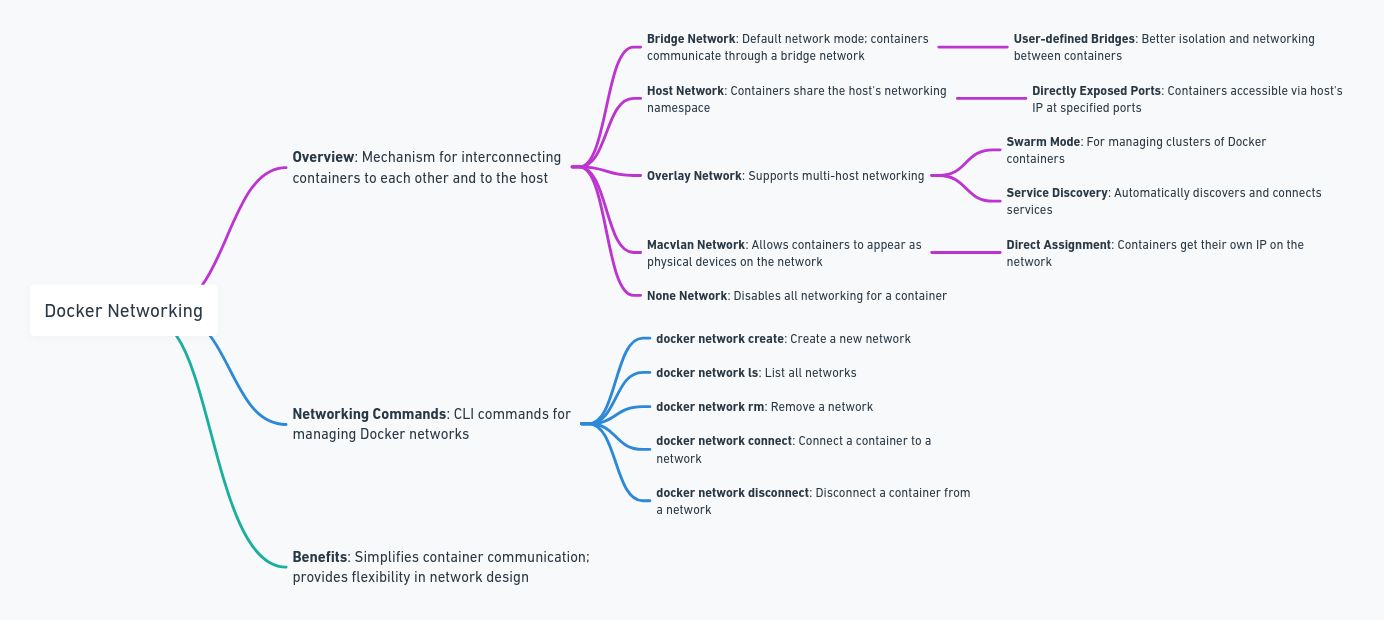 Docker Networking
Overview: Mechanism for interconnecting
containers to each other and to the host
Bridge Network: Default network mode; containers
communicate through a bridge network
User-defined Bridges: Better isolation and networking
between containers
Host Network: Containers share the host's networking
namespace
Directly Exposed Ports: Containers accessible via host's
IP at specified ports
Overlay Network: Supports multi-host networking
Swarm Mode: For managing clusters of Docker
containers
Service Discovery: Automatically discovers and connects
services
Macvlan Network: Allows containers to appear as
physical devices on the network
Direct Assignment: Containers get their own IP on the
network
None Network: Disables all networking for a container
Networking Commands: CLI commands for
managing Docker networks
docker network create: Create a new network
docker network ls: List all networks
docker network rm: Remove a network
docker network connect: Connect a container to a
network
docker network disconnect: Disconnect a container from
a network
Benefits: Simplifies container communication;
provides flexibility in network design